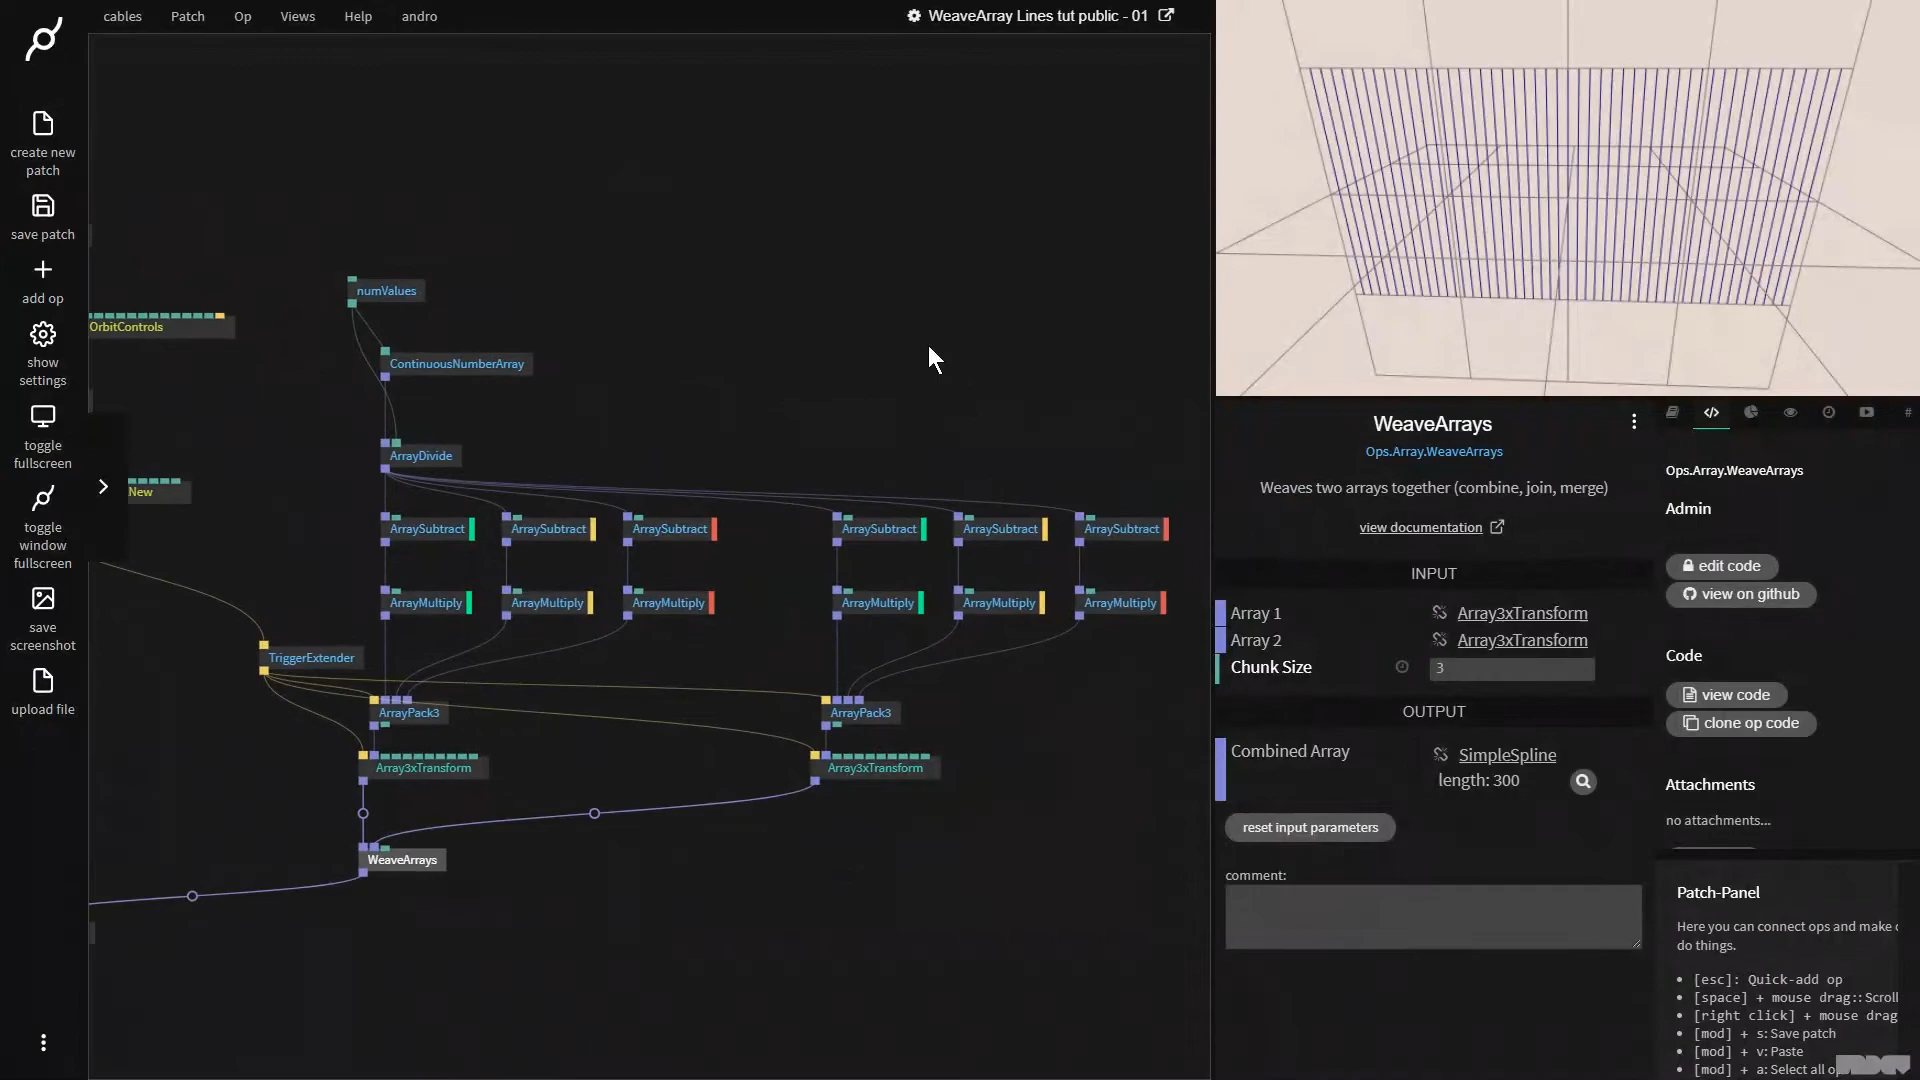 cables
Patch
Op
Views
Help
andro
WeaveArray Lines tut public - 01
create new
patch
save patch
add op
show
settings
toggle
fullscreen
toggle
window
fullscreen
save
screenshot
upload file
numValues
OrbitControls
ContinuousNumberArray
ArrayDivide
New
ArraySubtract
ArraySubtract
ArraySubtract
ArraySubtract
ArraySubtract
ArraySubtract
ArrayMultiply
ArrayMultiply
ArrayMultiply
ArrayMultiply
ArrayMultiply
ArrayMultiply
TriggerExtender
ArrayPack3
ArrayPack3
Array3xTransform
Array3xTransform
WeaveArrays
WeaveArrays
Ops.Array.WeaveArrays
Weaves two arrays together (combine, join, merge)
view documentation
INPUT
Array 1 Array3xTransform
Array 2 Array3xTransform
Chunk Size 3
OUTPUT
Combined Array SimpleSpline
length: 300
reset input parameters
comment:
#
Ops.Array.WeaveArrays
Admin
edit code
view on github
Code
view code
clone op code
Attachments
no attachments...
Patch-Panel
Here you can connect ops and make
do things.
[esc]: Quick-add op
[space] + mouse drag::Scroll
[right click] + mouse drag
[mod] + s:Save patch
[mod] + v:Paste
[mod] + a:Select all